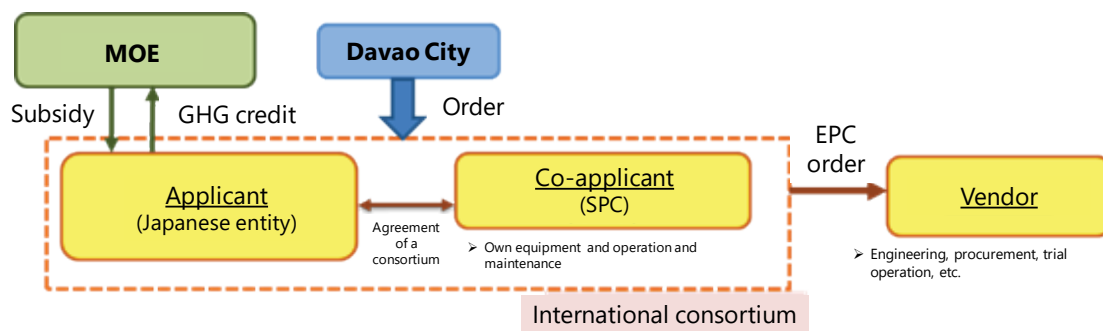 MOE
Davao City
Subsidy
GHG credit
Order
EPC
order
Applicant
(Japanese entity)
Agreement
of a
consortium
Co-applicant
(SPC)
➢ Own equipment and operation and
maintenance
Vendor
➢ Engineering, procurement, trial
operation, etc.
International consortium